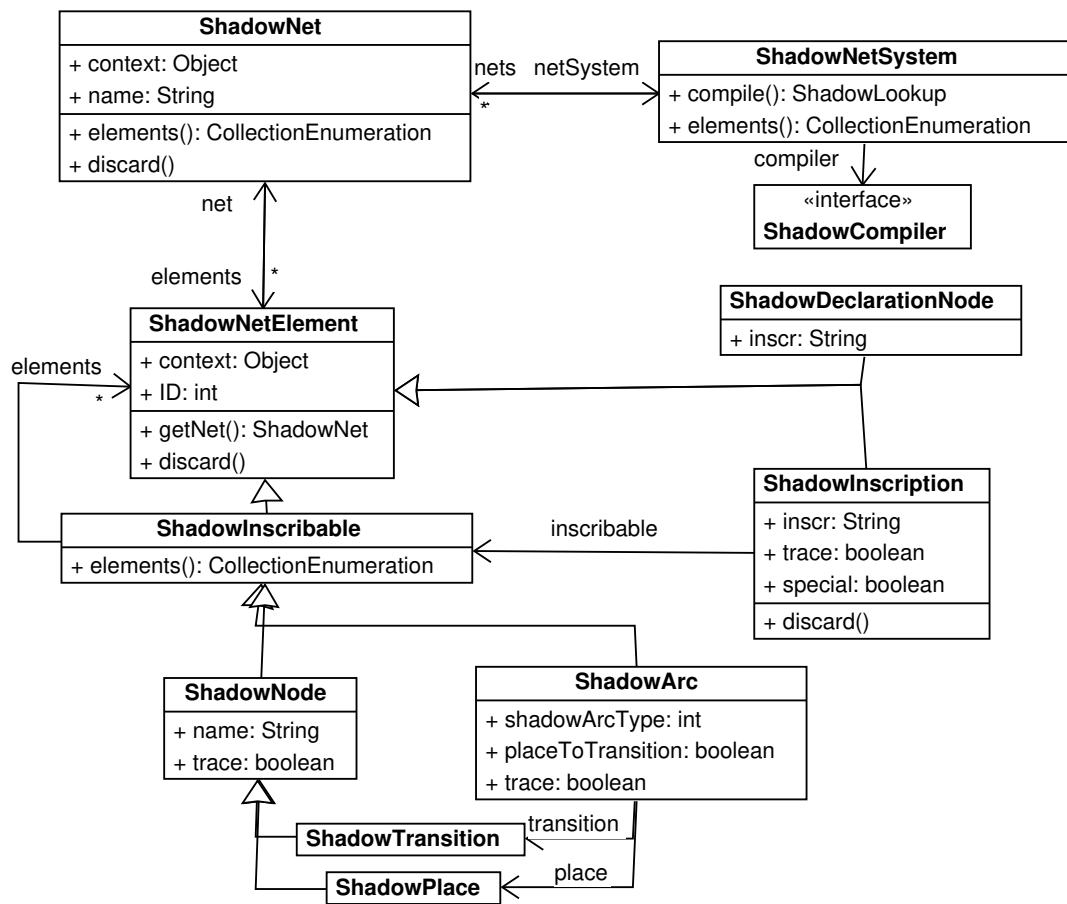 ShadowNet
+ context: Object
+ name: String
+ elements(): CollectionEnumeration
+ discard()
nets
netSystem
*
ShadowNetSystem
+ compile(): ShadowLookup
+ elements(): CollectionEnumeration
compiler
«interface»
ShadowCompiler
net
elements
*
ShadowNetElement
+ context: Object
+ ID: int
+ getNet(): ShadowNet
+ discard()
elements
*
ShadowDeclarationNode
+ inscr: String
ShadowInscribable
+ elements(): CollectionEnumeration
inscribable
ShadowInscription
+ inscr: String
+ trace: boolean
+ special: boolean
+ discard()
ShadowNode
+ name: String
+ trace: boolean
ShadowArc
+ shadowArcType: int
+ placeToTransition: boolean
+ trace: boolean
ShadowTransition
transition
ShadowPlace
place